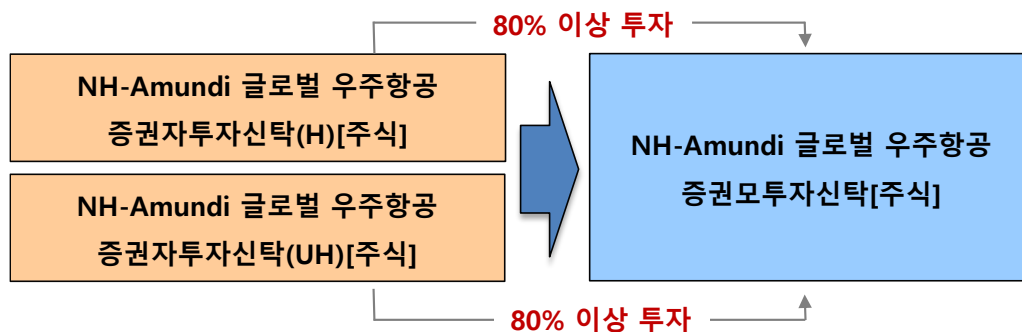 80% 이상 투자
NH-Amundi 글로벌 우주항공
증권자투자신탁(H)[주식]
NH-Amundi 글로벌 우주항공
증권자투자신탁(UH)[주식]
NH-Amundi 글로벌 우주항공
증권모투자신탁[주식]
80% 이상 투자